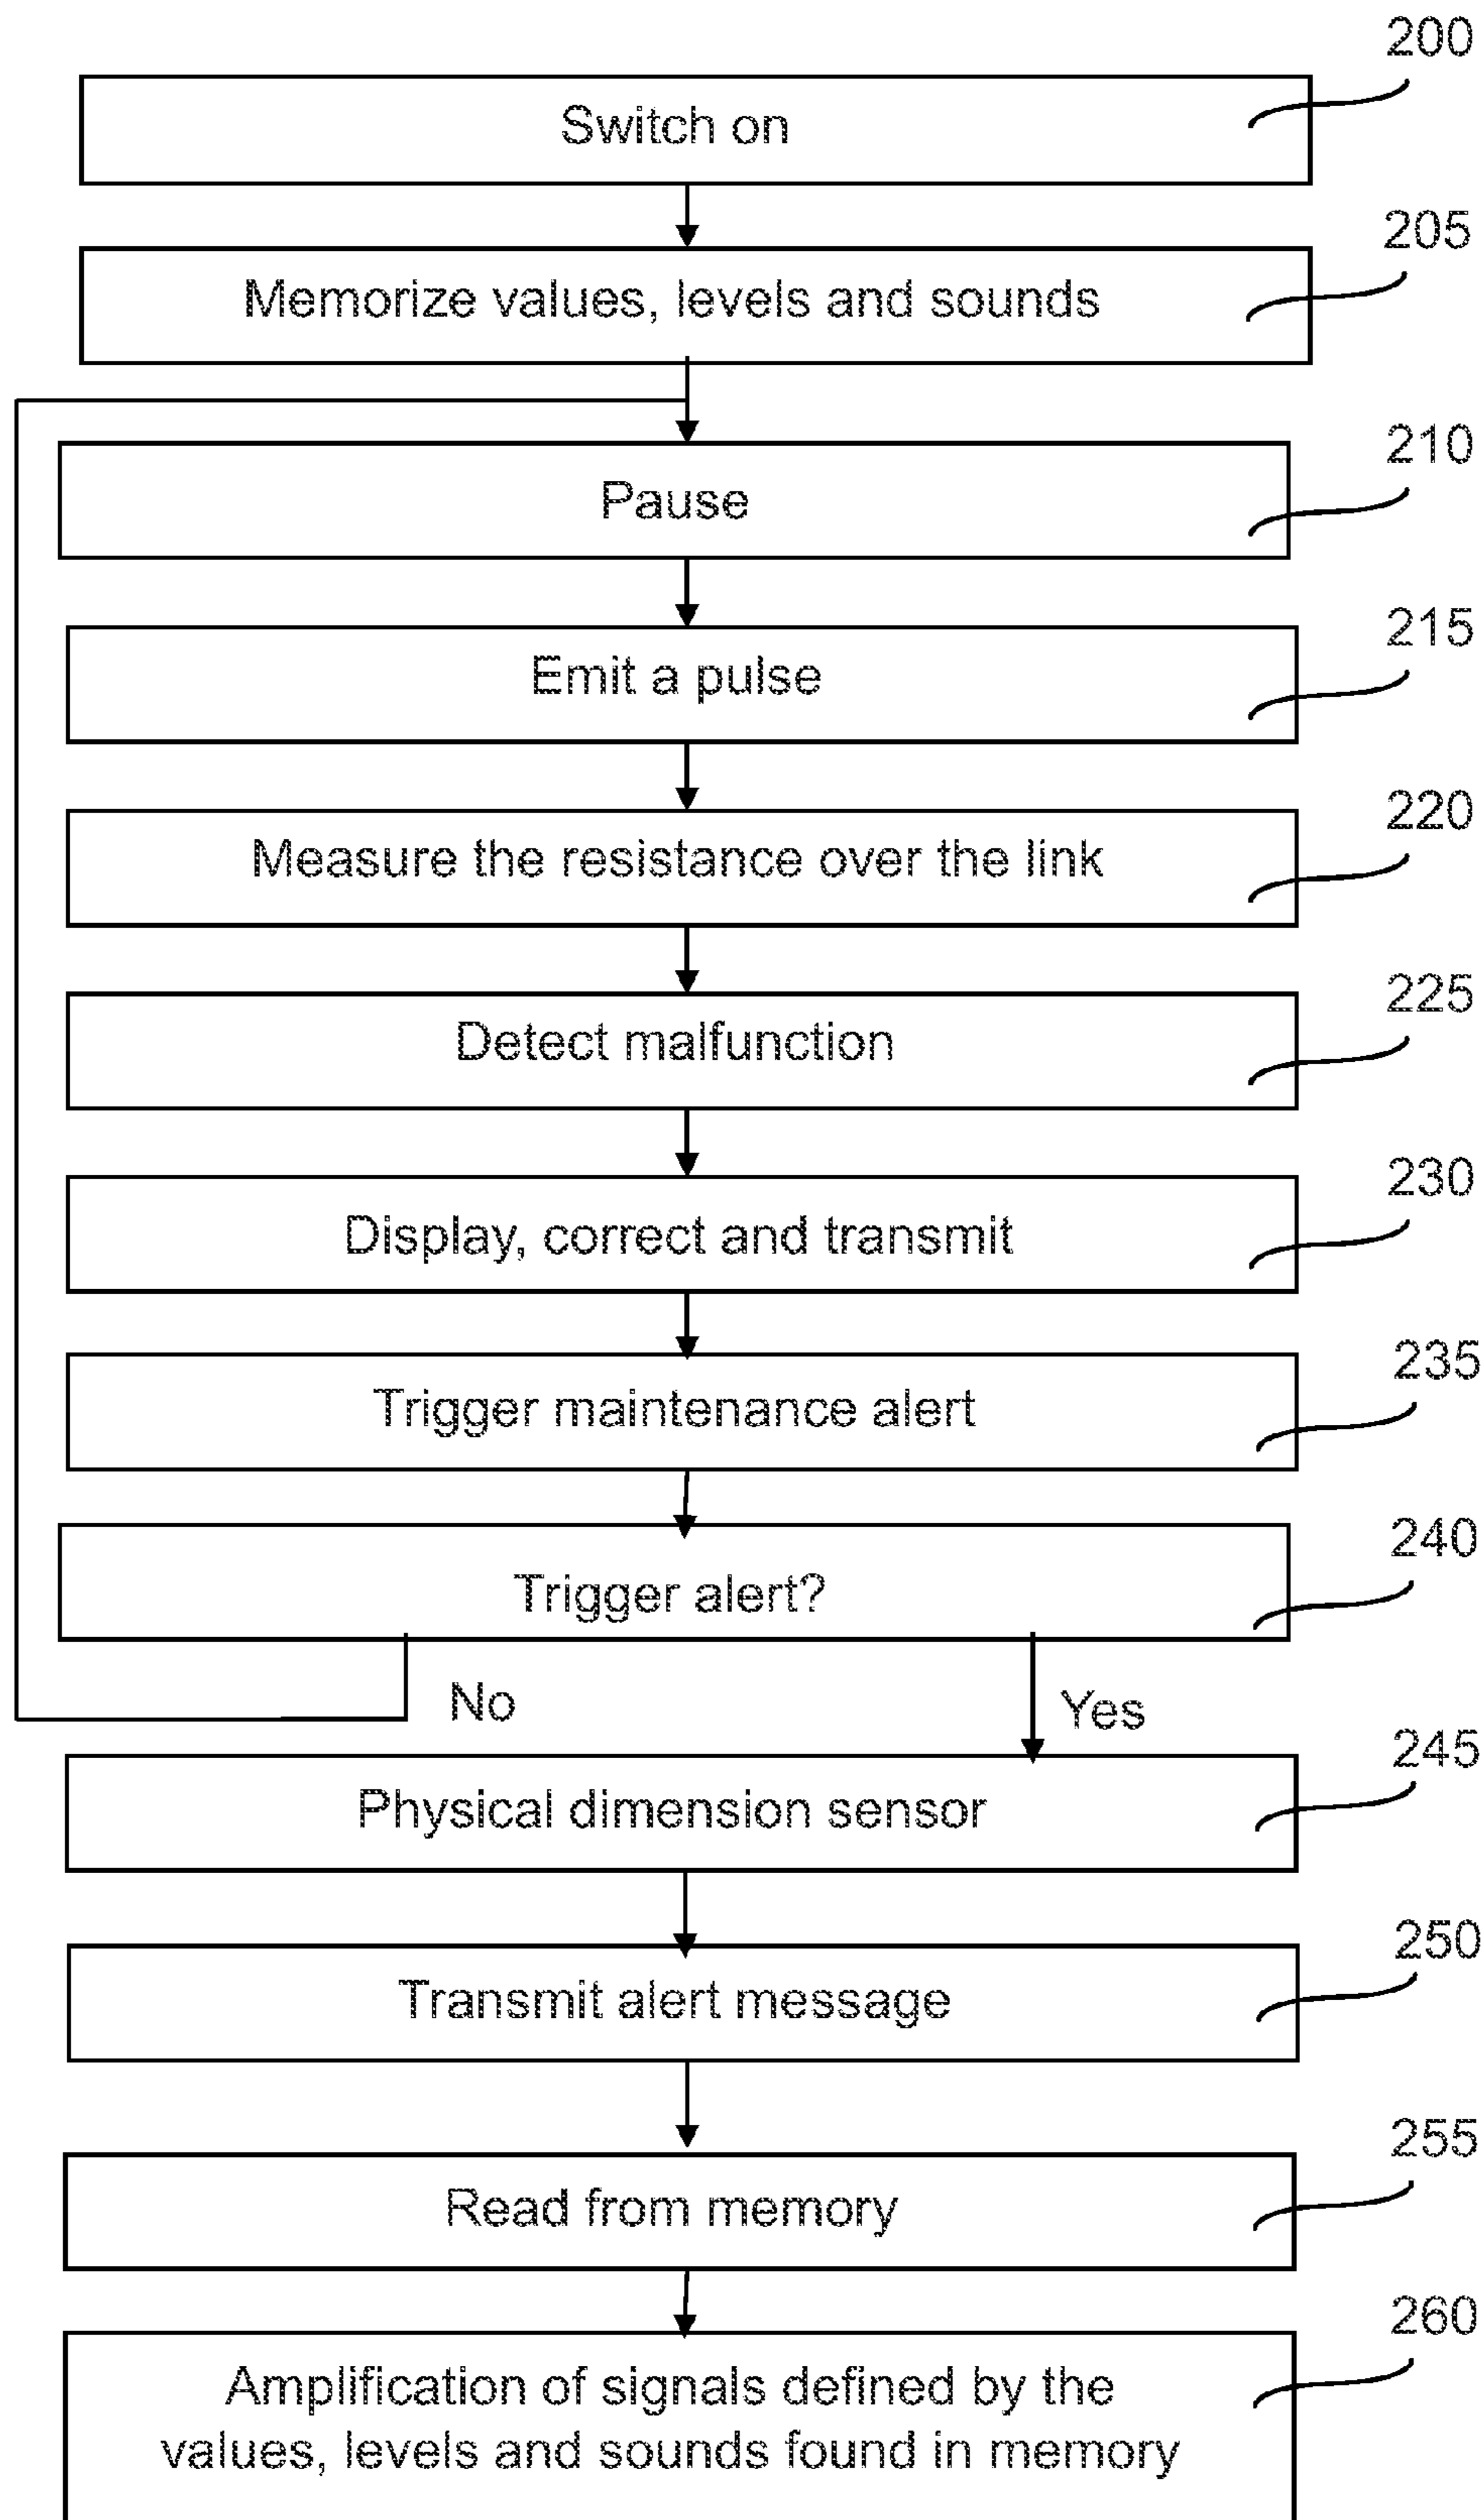 200
Switch on
205
Memorize values, levels and sounds
210
Pause
215
Emit a pulse
220
Measure the resistance over the link
225
Detect malfunction
230
Display, correct and transmit
235
Trigger maintenance alert
240
Trigger alert?
No
Yes
245
Physical dimension sensor
250
Transmit alert message
255
Read from memory
260
Amplification of signals defined by the
values, levels and sounds found in memory